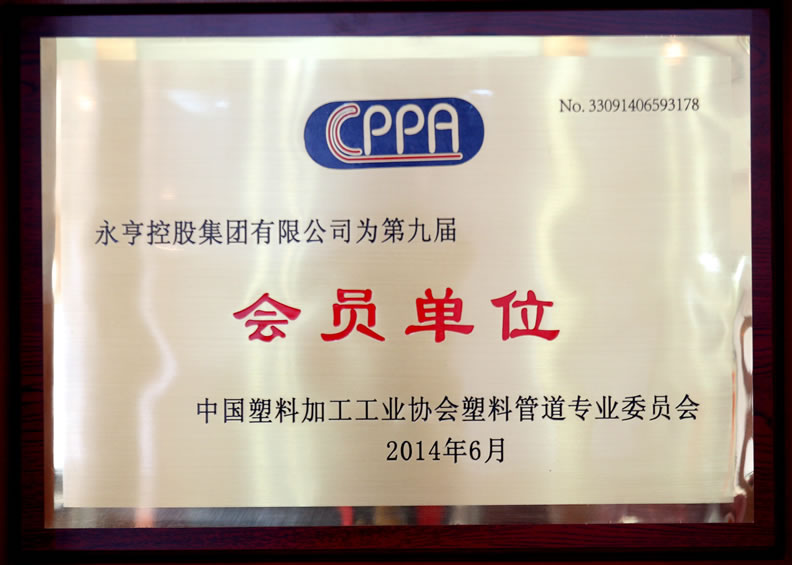 CPPA
No. 33091406593178
永亨控股集团有限公司为第九届
会员单位
中国塑料加工工业协会塑料管道专业委员会
2014年6月